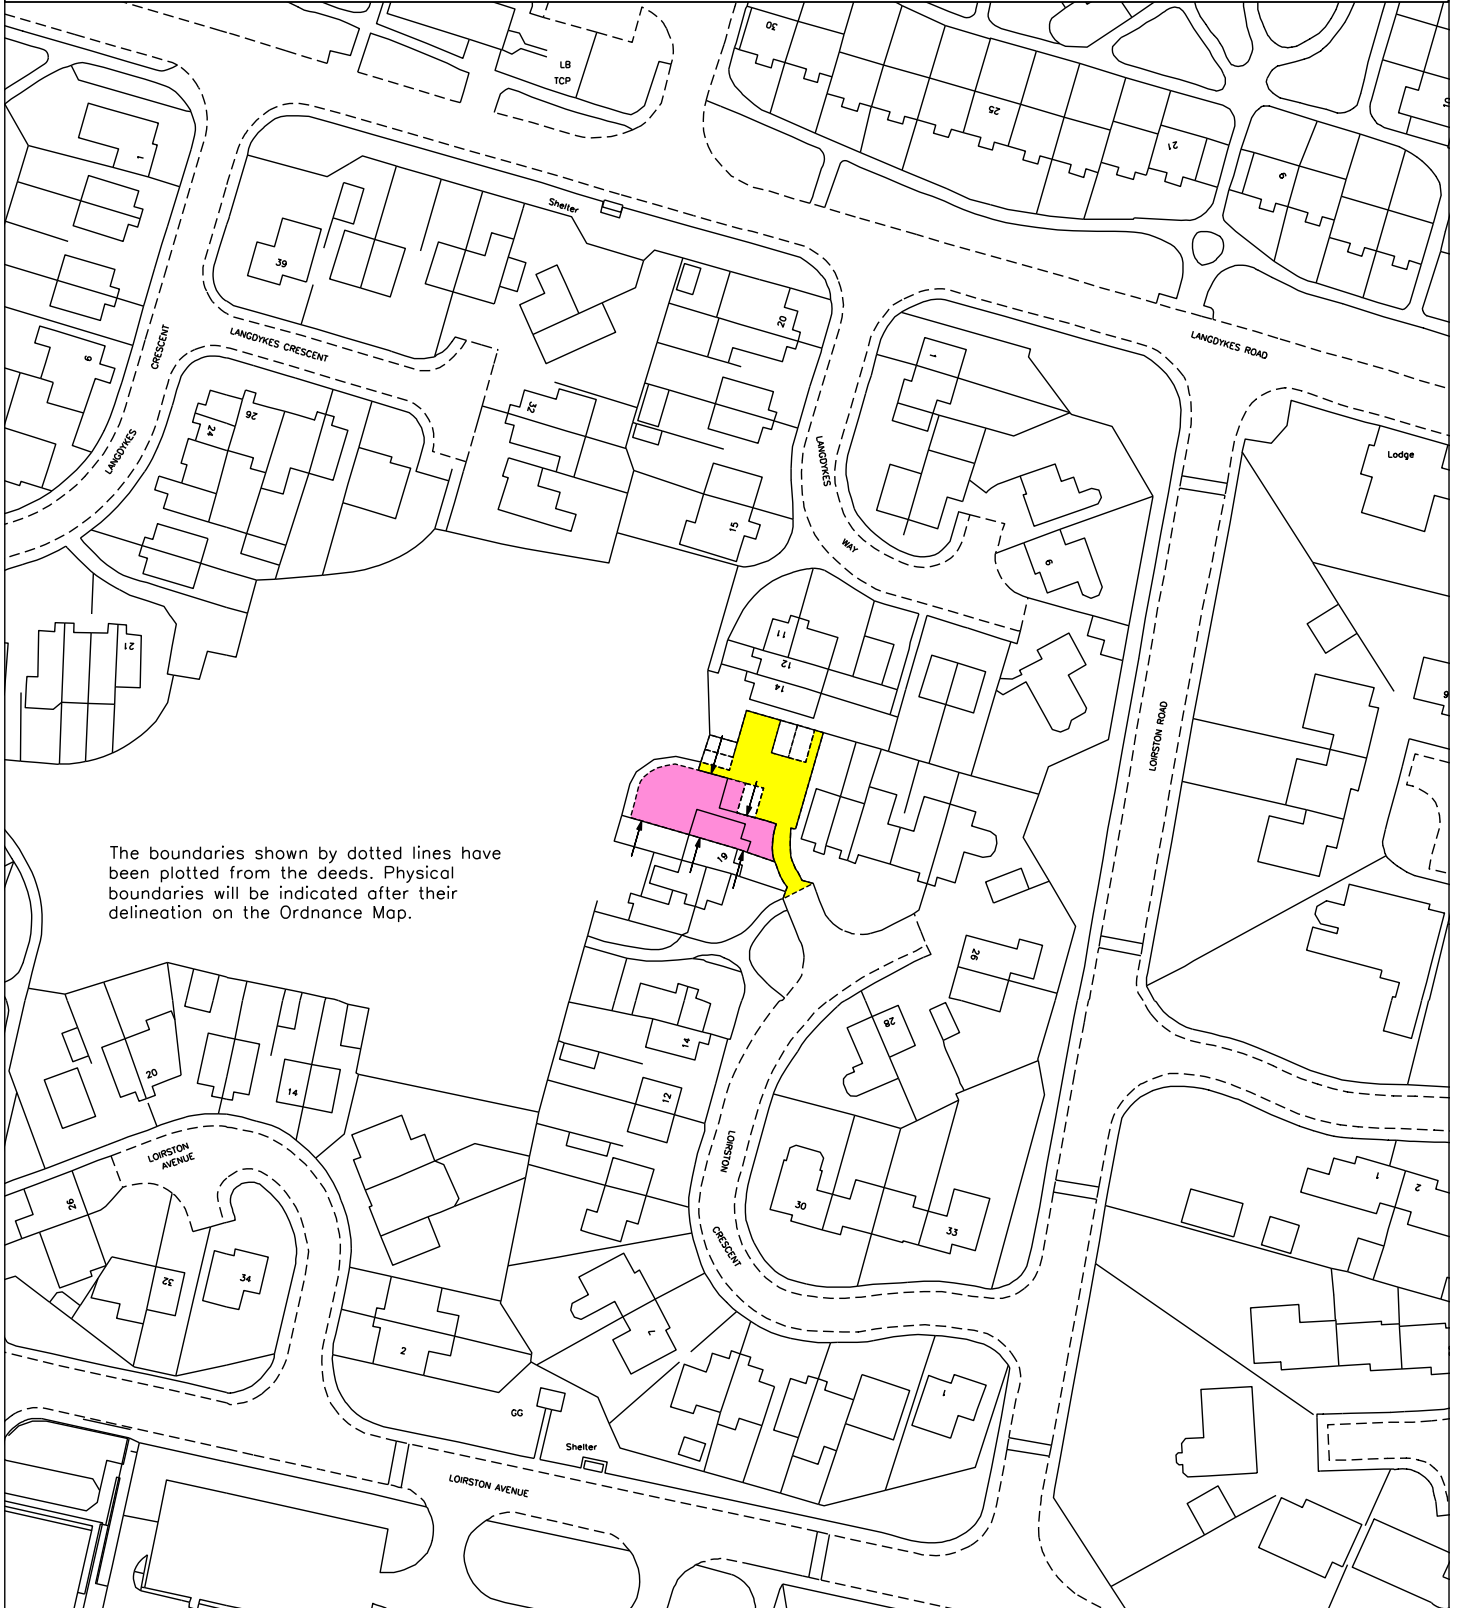 30
LB
TCP
25
21
1
9
Shelter
39
20
LANGDYKES CRESCENT
LANGDYKES ROAD
CRESCENT
9
1
32
26
24
LANGDYKES
LANGDYKES
Lodge
15
WAY
9
21
11
12
14
LOIRSTON ROAD
The boundaries shown by dotted lines have
been plotted from the deeds. Physical
boundaries will be indicated after their
delineation on the Ordnance Map.
19
26
28
14
20
14
12
LOIRSTON
AVENUE
LOIRSTON
1
2
26
30
33
CRESCENT
32
34
7
2
1
GG
Shelter
LOIRSTON AVENUE